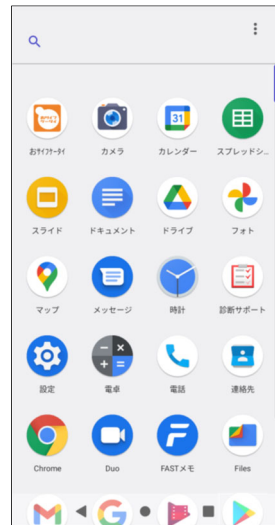 おサイフケータイ カメラ カレンダー スプレッドシ...
スライド ドキュメント ドライブ フォト
マップ メッセージ 時計 診断サポート
31
設定 電卓 電話 連絡先
Chrome Duo FASTメモ Files